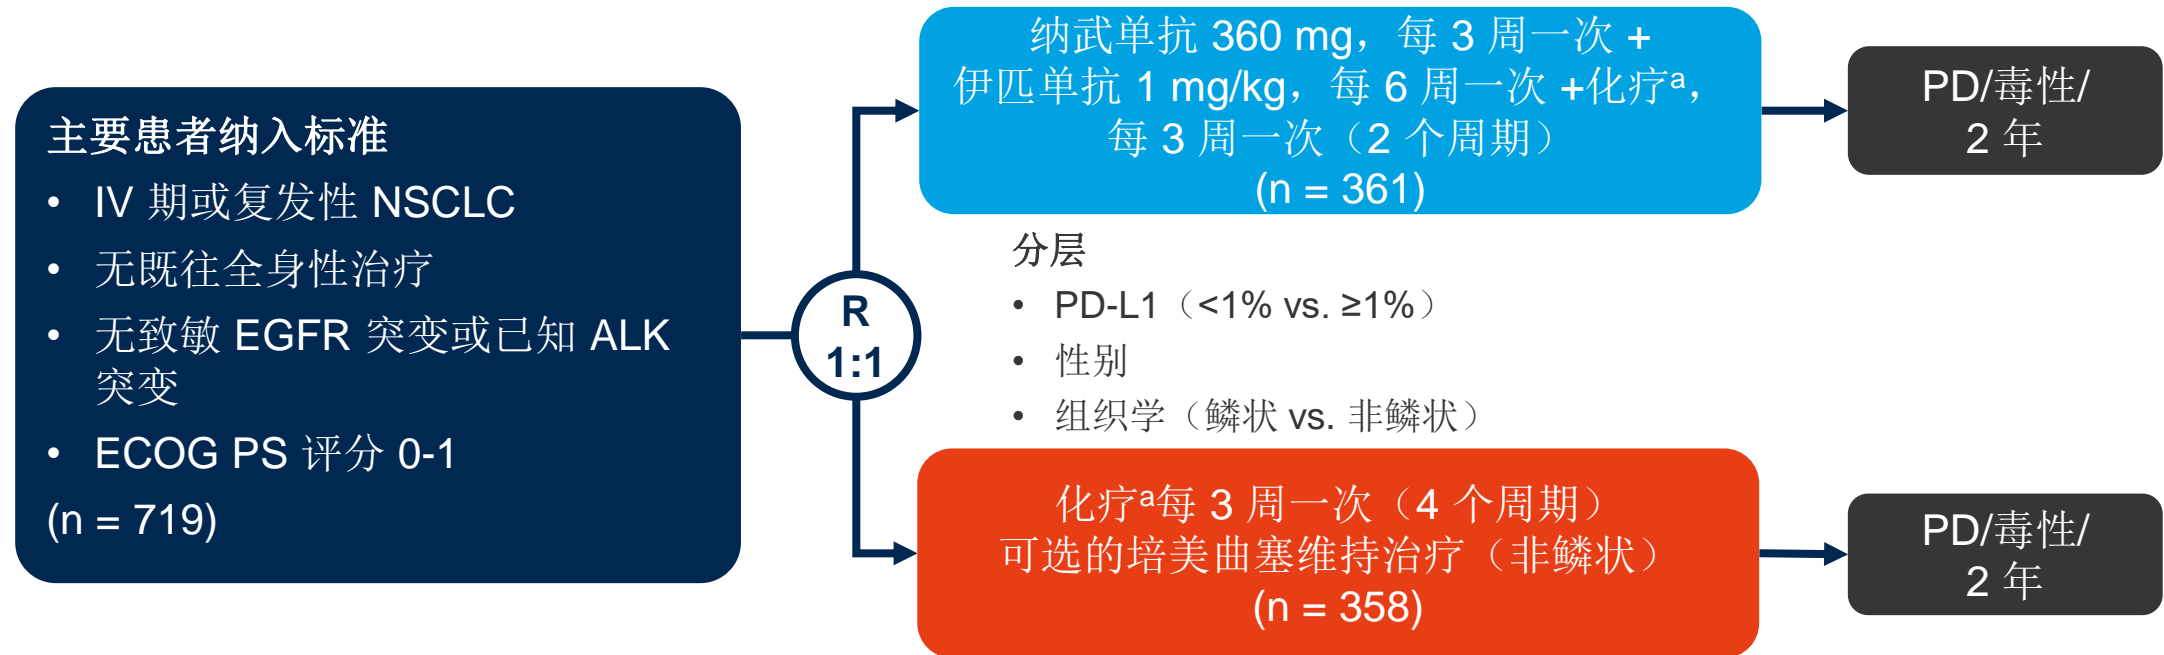 主要患者纳入标准
• IV 期或复发性 NSCLC
• 无既往全身性治疗
• 无致敏 EGFR 突变或已知 ALK
突变
• ECOG PS 评分 0-1
(n = 719)
R
1:1
纳武单抗 360 mg，每 3 周一次 +
伊匹单抗 1 mg/kg，每 6 周一次 +化疗ᵃ，
每 3 周一次（2 个周期）
(n = 361)
PD/毒性/
2 年
分层
• PD-L1（<1% vs. ≥1%）
• 性别
• 组织学（鳞状 vs. 非鳞状）
化疗ᵃ每 3 周一次（4 个周期）
可选的培美曲塞维持治疗（非鳞状）
(n = 358)
PD/毒性/
2 年